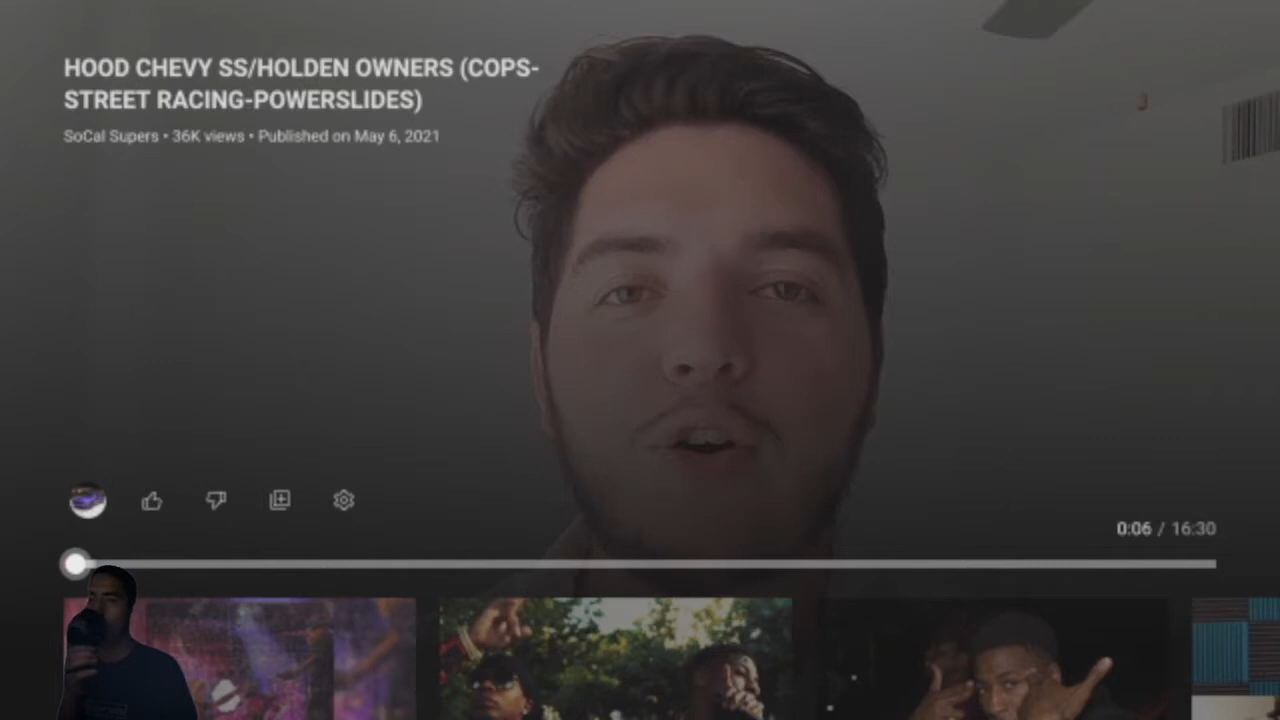 HOOD CHEVY SS/HOLDEN OWNERS (COPS-
STREET RACING-POWERSLIDES)
SoCal Supers • 36K views • Published on May 6, 2021
0:06 / 16:30